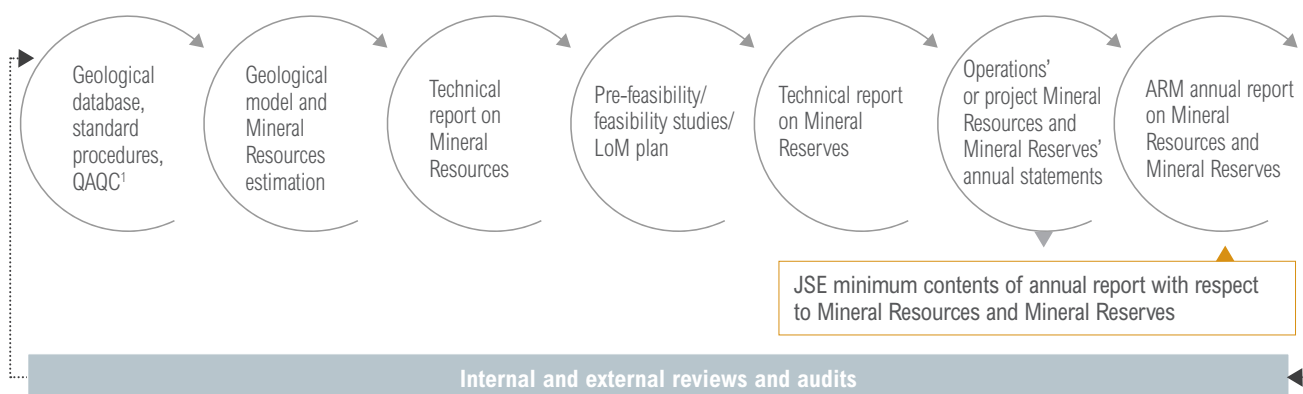 Geological
database,
standard
procedures,
QAQC¹
Geological
model and
Mineral
Resources
estimation
Technical
report on
Mineral
Resources
Pre-feasibility/
feasibility studies/
LoM plan
Technical report
on Mineral
Reserves
Operations’
or project Mineral
Resources and
Mineral Reserves’
annual statements
ARM annual report
on Mineral
Resources and
Mineral Reserves
JSE minimum contents of annual report with respect
to Mineral Resources and Mineral Reserves
Internal and external reviews and audits